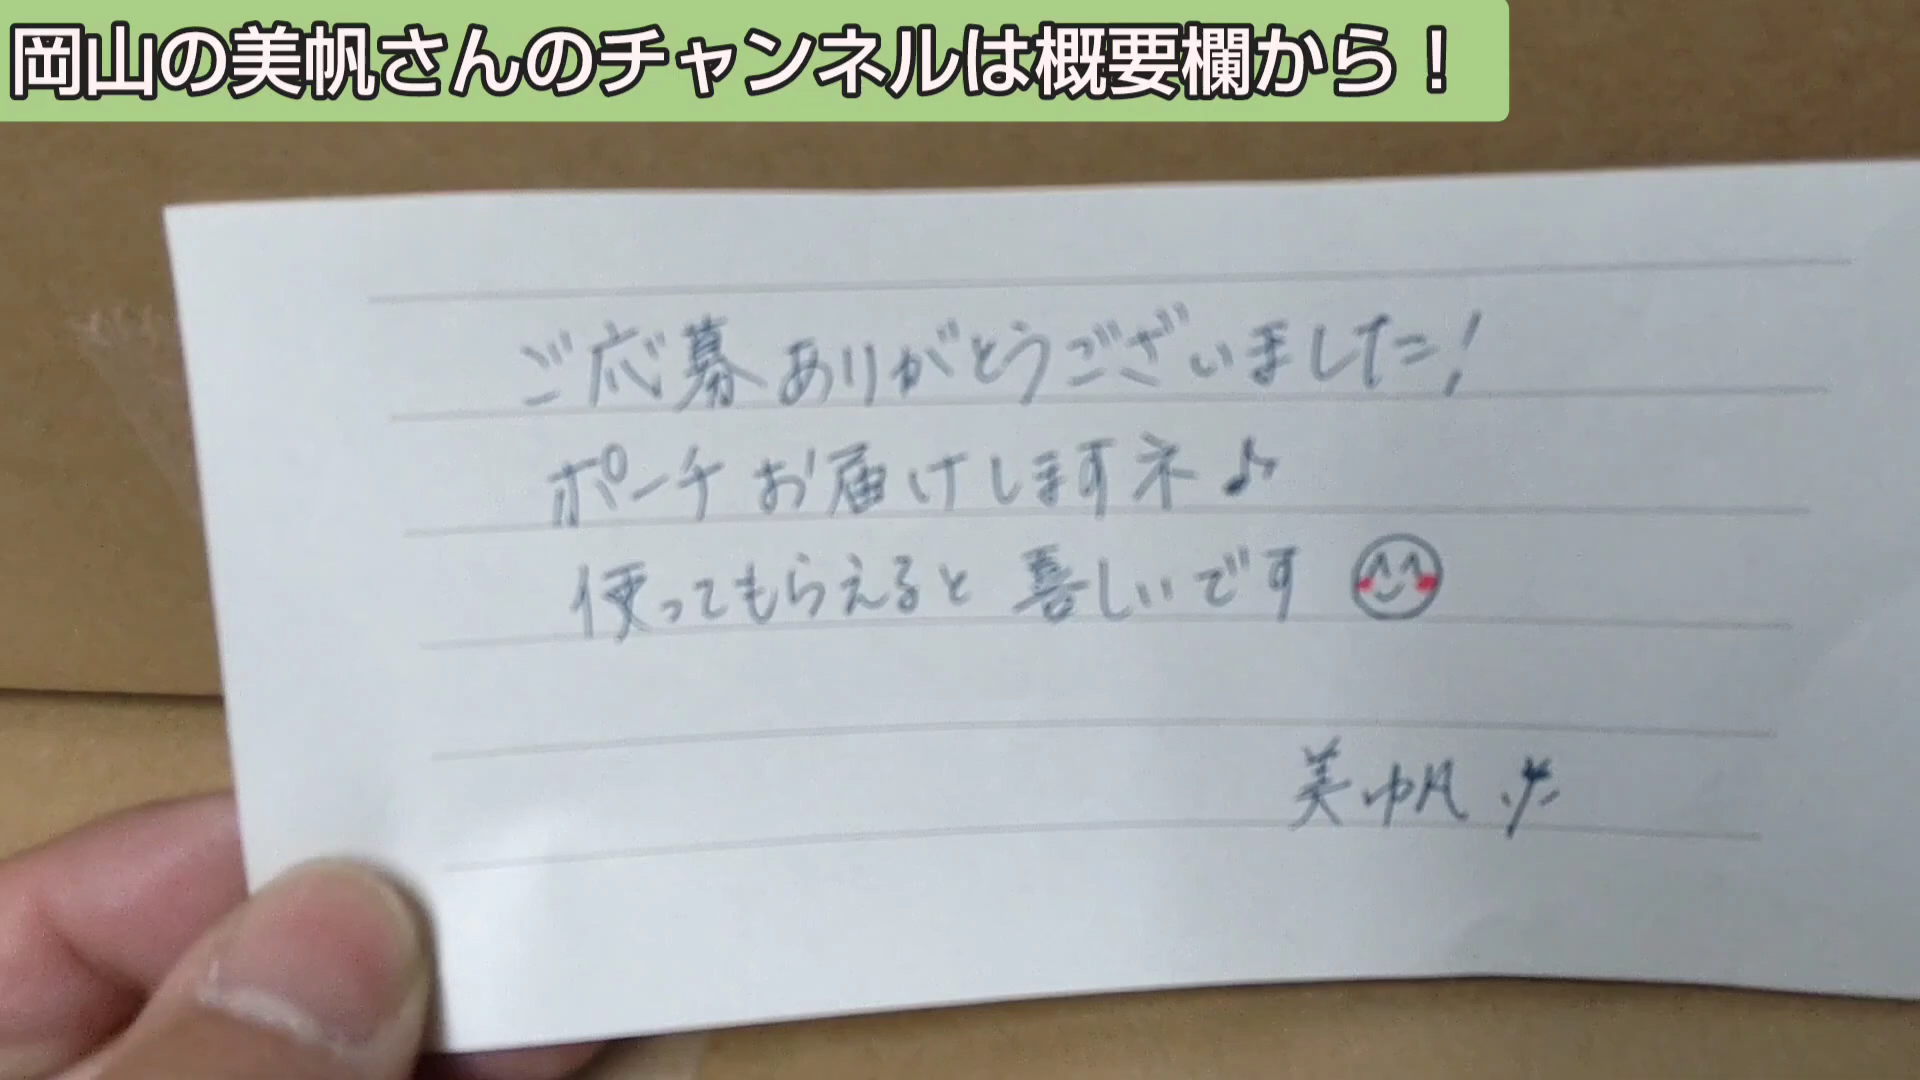 岡山の美帆さんのチャンネルは概要欄から！
ご応募ありがとうございました!
ポーチお届けしますネ♪
使ってもらえると喜しいです
美帆